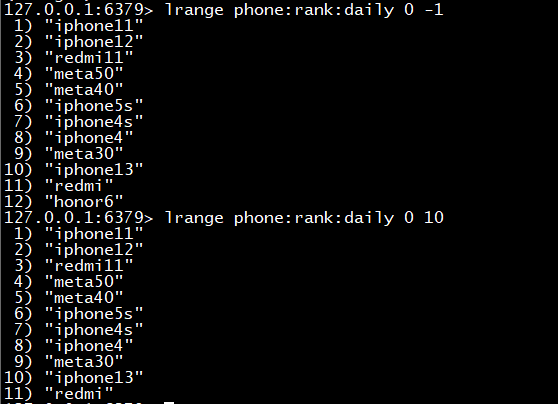 127.0.0.1:6379> lrange phone:rank:daily 0 -1
1) "iphone11"
2) "iphone12"
3) "redmi11"
4) "meta50"
5) "meta40"
6) "iphone5s"
7) "iphone4s"
8) "iphone4"
9) "meta30"
10) "iphone13"
11) "redmi"
12) "honor6"
127.0.0.1:6379> lrange phone:rank:daily 0 10
1) "iphone11"
2) "iphone12"
3) "redmi11"
4) "meta50"
5) "meta40"
6) "iphone5s"
7) "iphone4s"
8) "iphone4"
9) "meta30"
10) "iphone13"
11) "redmi"